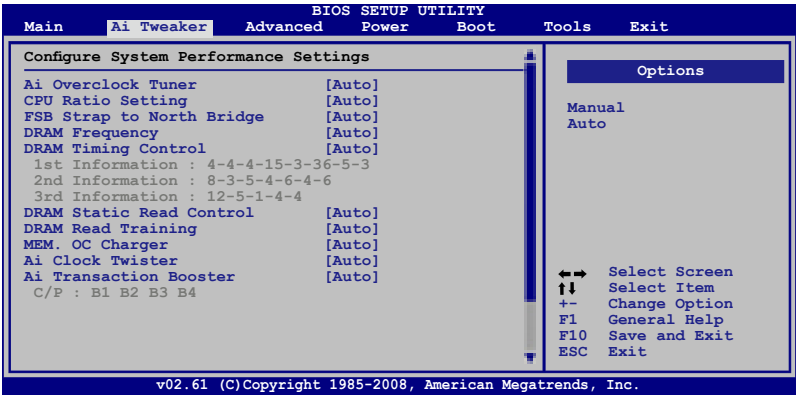 BIOS SETUP UTILITY
Main Ai Tweaker Advanced Power Boot Tools Exit
Configure System Performance Settings
Ai Overclock Tuner [Auto]
CPU Ratio Setting [Auto]
FSB Strap to North Bridge [Auto]
DRAM Frequency [Auto]
DRAM Timing Control [Auto]
1st Information : 4-4-4-15-3-36-5-3
2nd Information : 8-3-5-4-6-4-6
3rd Information : 12-5-1-4-4
DRAM Static Read Control [Auto]
DRAM Read Training [Auto]
MEM. OC Charger [Auto]
Ai Clock Twister [Auto]
Ai Transaction Booster [Auto]
C/P : B1 B2 B3 B4
Options
Manual
Auto
←→ Select Screen
↑↓ Select Item
+- Change Option
F1 General Help
F10 Save and Exit
ESC Exit
v02.61 (C)Copyright 1985-2008, American Megatrends, Inc.